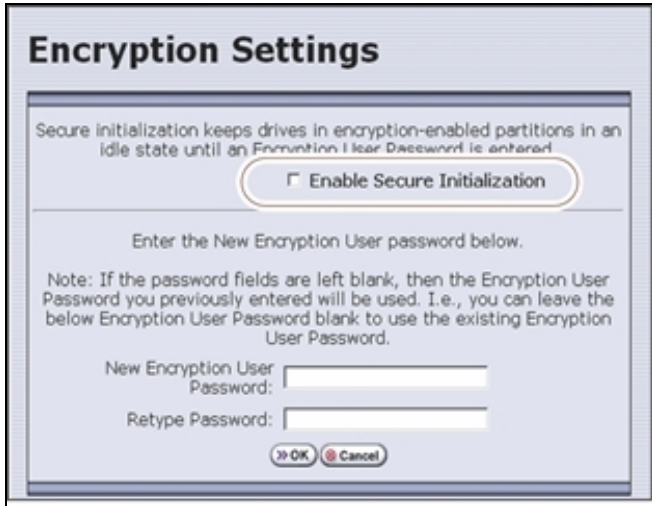 Encryption Settings
Secure initialization keeps drives in encryption-enabled partitions in an
idle state until an Encryption User Password is entered
Enable Secure Initialization
Enter the New Encryption User password below.
Note: If the password fields are left blank, then the Encryption User
Password you previously entered will be used. I.e., you can leave the
below Encryption User Password blank to use the existing Encryption
User Password.
New Encryption User
Password:
Retype Password:
OK Cancel